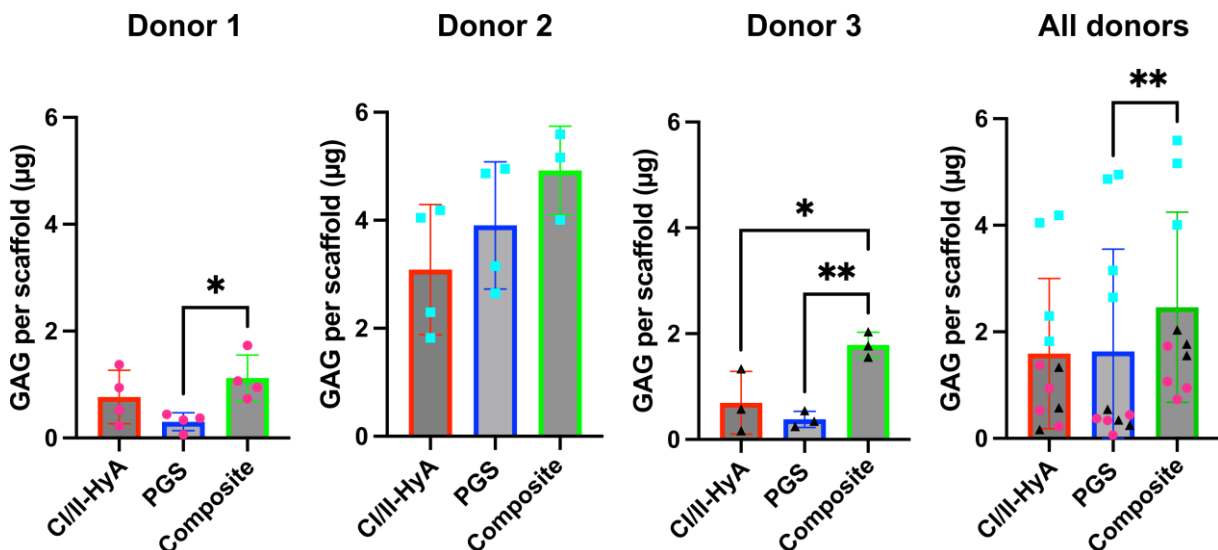 Donor 1
GAG per scaffold (µg)
6
4
2
0
*
CI/II-HyA
PGS
Composite
Donor 2
GAG per scaffold (µg)
6
4
2
0
CI/II-HyA
PGS
Composite
Donor 3
GAG per scaffold (µg)
6
4
2
0
*
**
CI/II-HyA
PGS
Composite
All donors
GAG per scaffold (µg)
6
4
2
0
**
CI/II-HyA
PGS
Composite